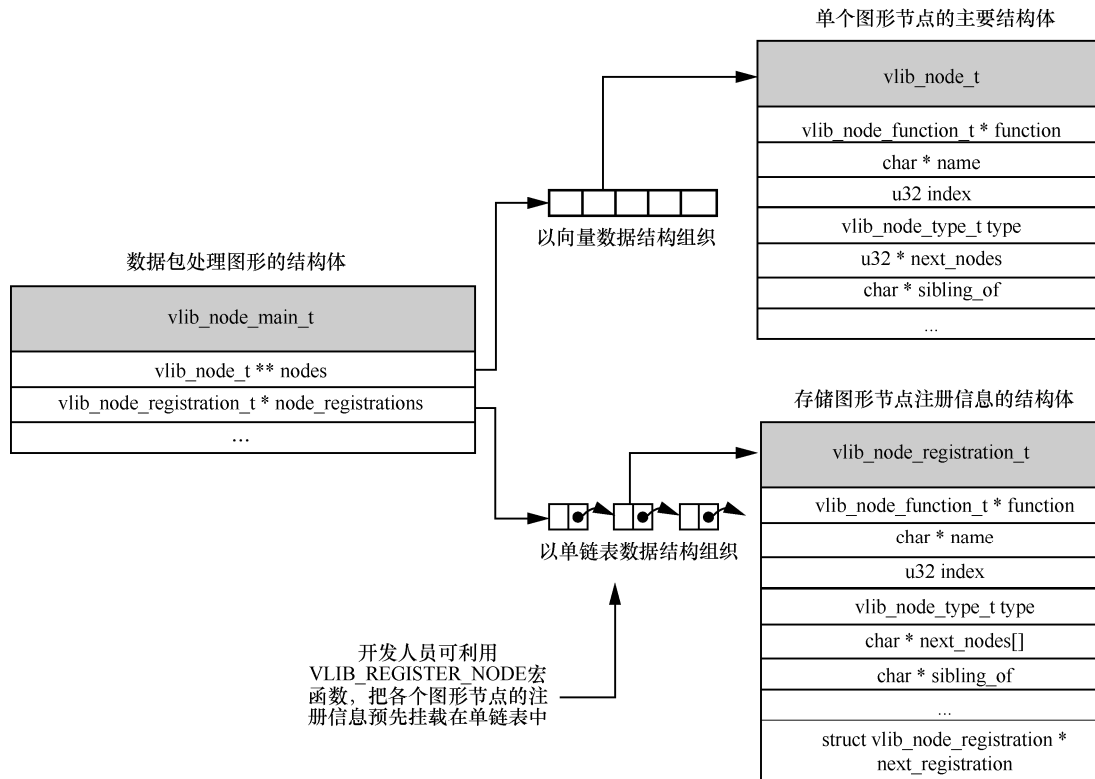 单个图形节点的主要结构体
vlib_node_t
vlib_node_function_t * function
char * name
u32 index
vlib_node_type_t type
u32 * next_nodes
char * sibling_of
...
以向量数据结构组织
数据包处理图形的结构体
vlib_node_main_t
vlib_node_t ** nodes
vlib_node_registration_t * node_registrations
...
存储图形节点注册信息的结构体
vlib_node_registration_t
vlib_node_function_t * function
char * name
u32 index
vlib_node_type_t type
char * next_nodes[]
char * sibling_of
...
struct vlib_node_registration *
next_registration
以单链表数据结构组织
开发人员可利用
VLIB_REGISTER_NODE宏
函数，把各个图形节点的注
册信息预先挂载在单链表中